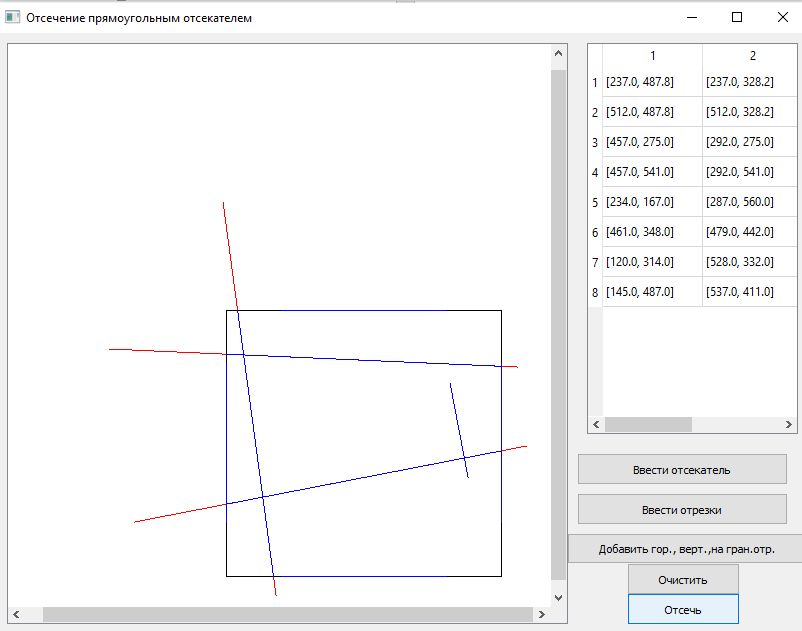 Отсечение прямоугольным отсекателем
1 2
1 [237.0, 487.8] [237.0, 328.2]
2 [512.0, 487.8] [512.0, 328.2]
3 [457.0, 275.0] [292.0, 275.0]
4 [457.0, 541.0] [292.0, 541.0]
5 [234.0, 167.0] [287.0, 560.0]
6 [461.0, 348.0] [479.0, 442.0]
7 [120.0, 314.0] [528.0, 332.0]
8 [145.0, 487.0] [537.0, 411.0]
Ввести отсекатель
Ввести отрезки
Добавить гор., верт.,на гран.отр.
Очистить
Отсечь